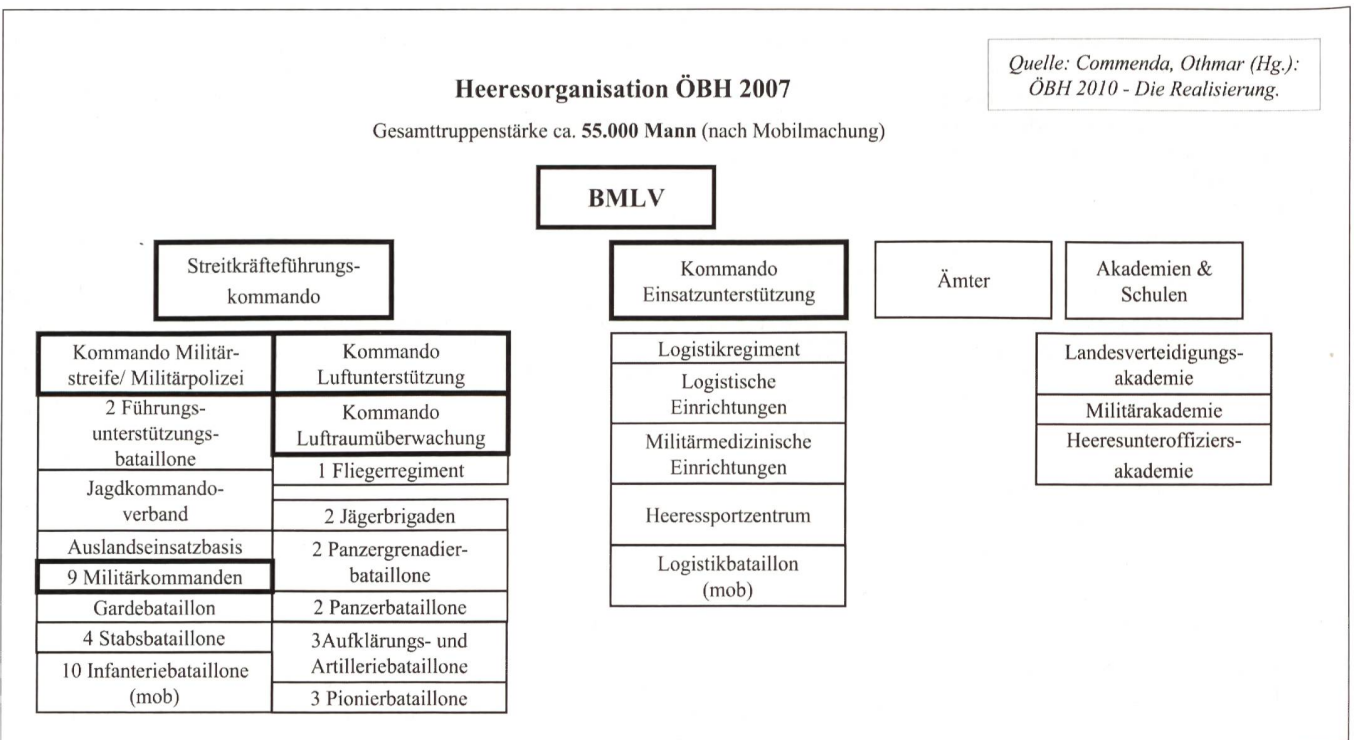 Quelle: Commenda, Othmar (Hg.):
ÖBH 2010 - Die Realisierung.
Heeresorganisation ÖBH 2007
Gesamttruppenstärke ca. 55.000 Mann (nach Mobilmachung)
BMLV
Streitkräfteführungs-
kommando
Kommando Militär-
streife/ Militärpolizei
2 Führungs-
unterstützungs-
bataillone
Jagdkommando-
verband
Auslandseinsatzbasis
9 Militärkommanden
Gardebataillon
4 Stabsbataillone
10 Infanteriebataillone
(mob)
Kommando
Luftunterstützung
Kommando
Luftraumüberwachung
1 Fliegerregiment
2 Jägerbrigaden
2 Panzergrenadier-
bataillone
2 Panzerbataillone
3Aufklärungs- und
Artilleriebataillone
3 Pionierbataillone
Kommando
Einsatzunterstützung
Logistikregiment
Logistische
Einrichtungen
Militärmedizinische
Einrichtungen
Heeressportzentrum
Logistikbataillon
(mob)
Ämter
Akademien &
Schulen
Landesverteidigungs-
akademie
Militärakademie
Heeresunteroffiziers-
akademie